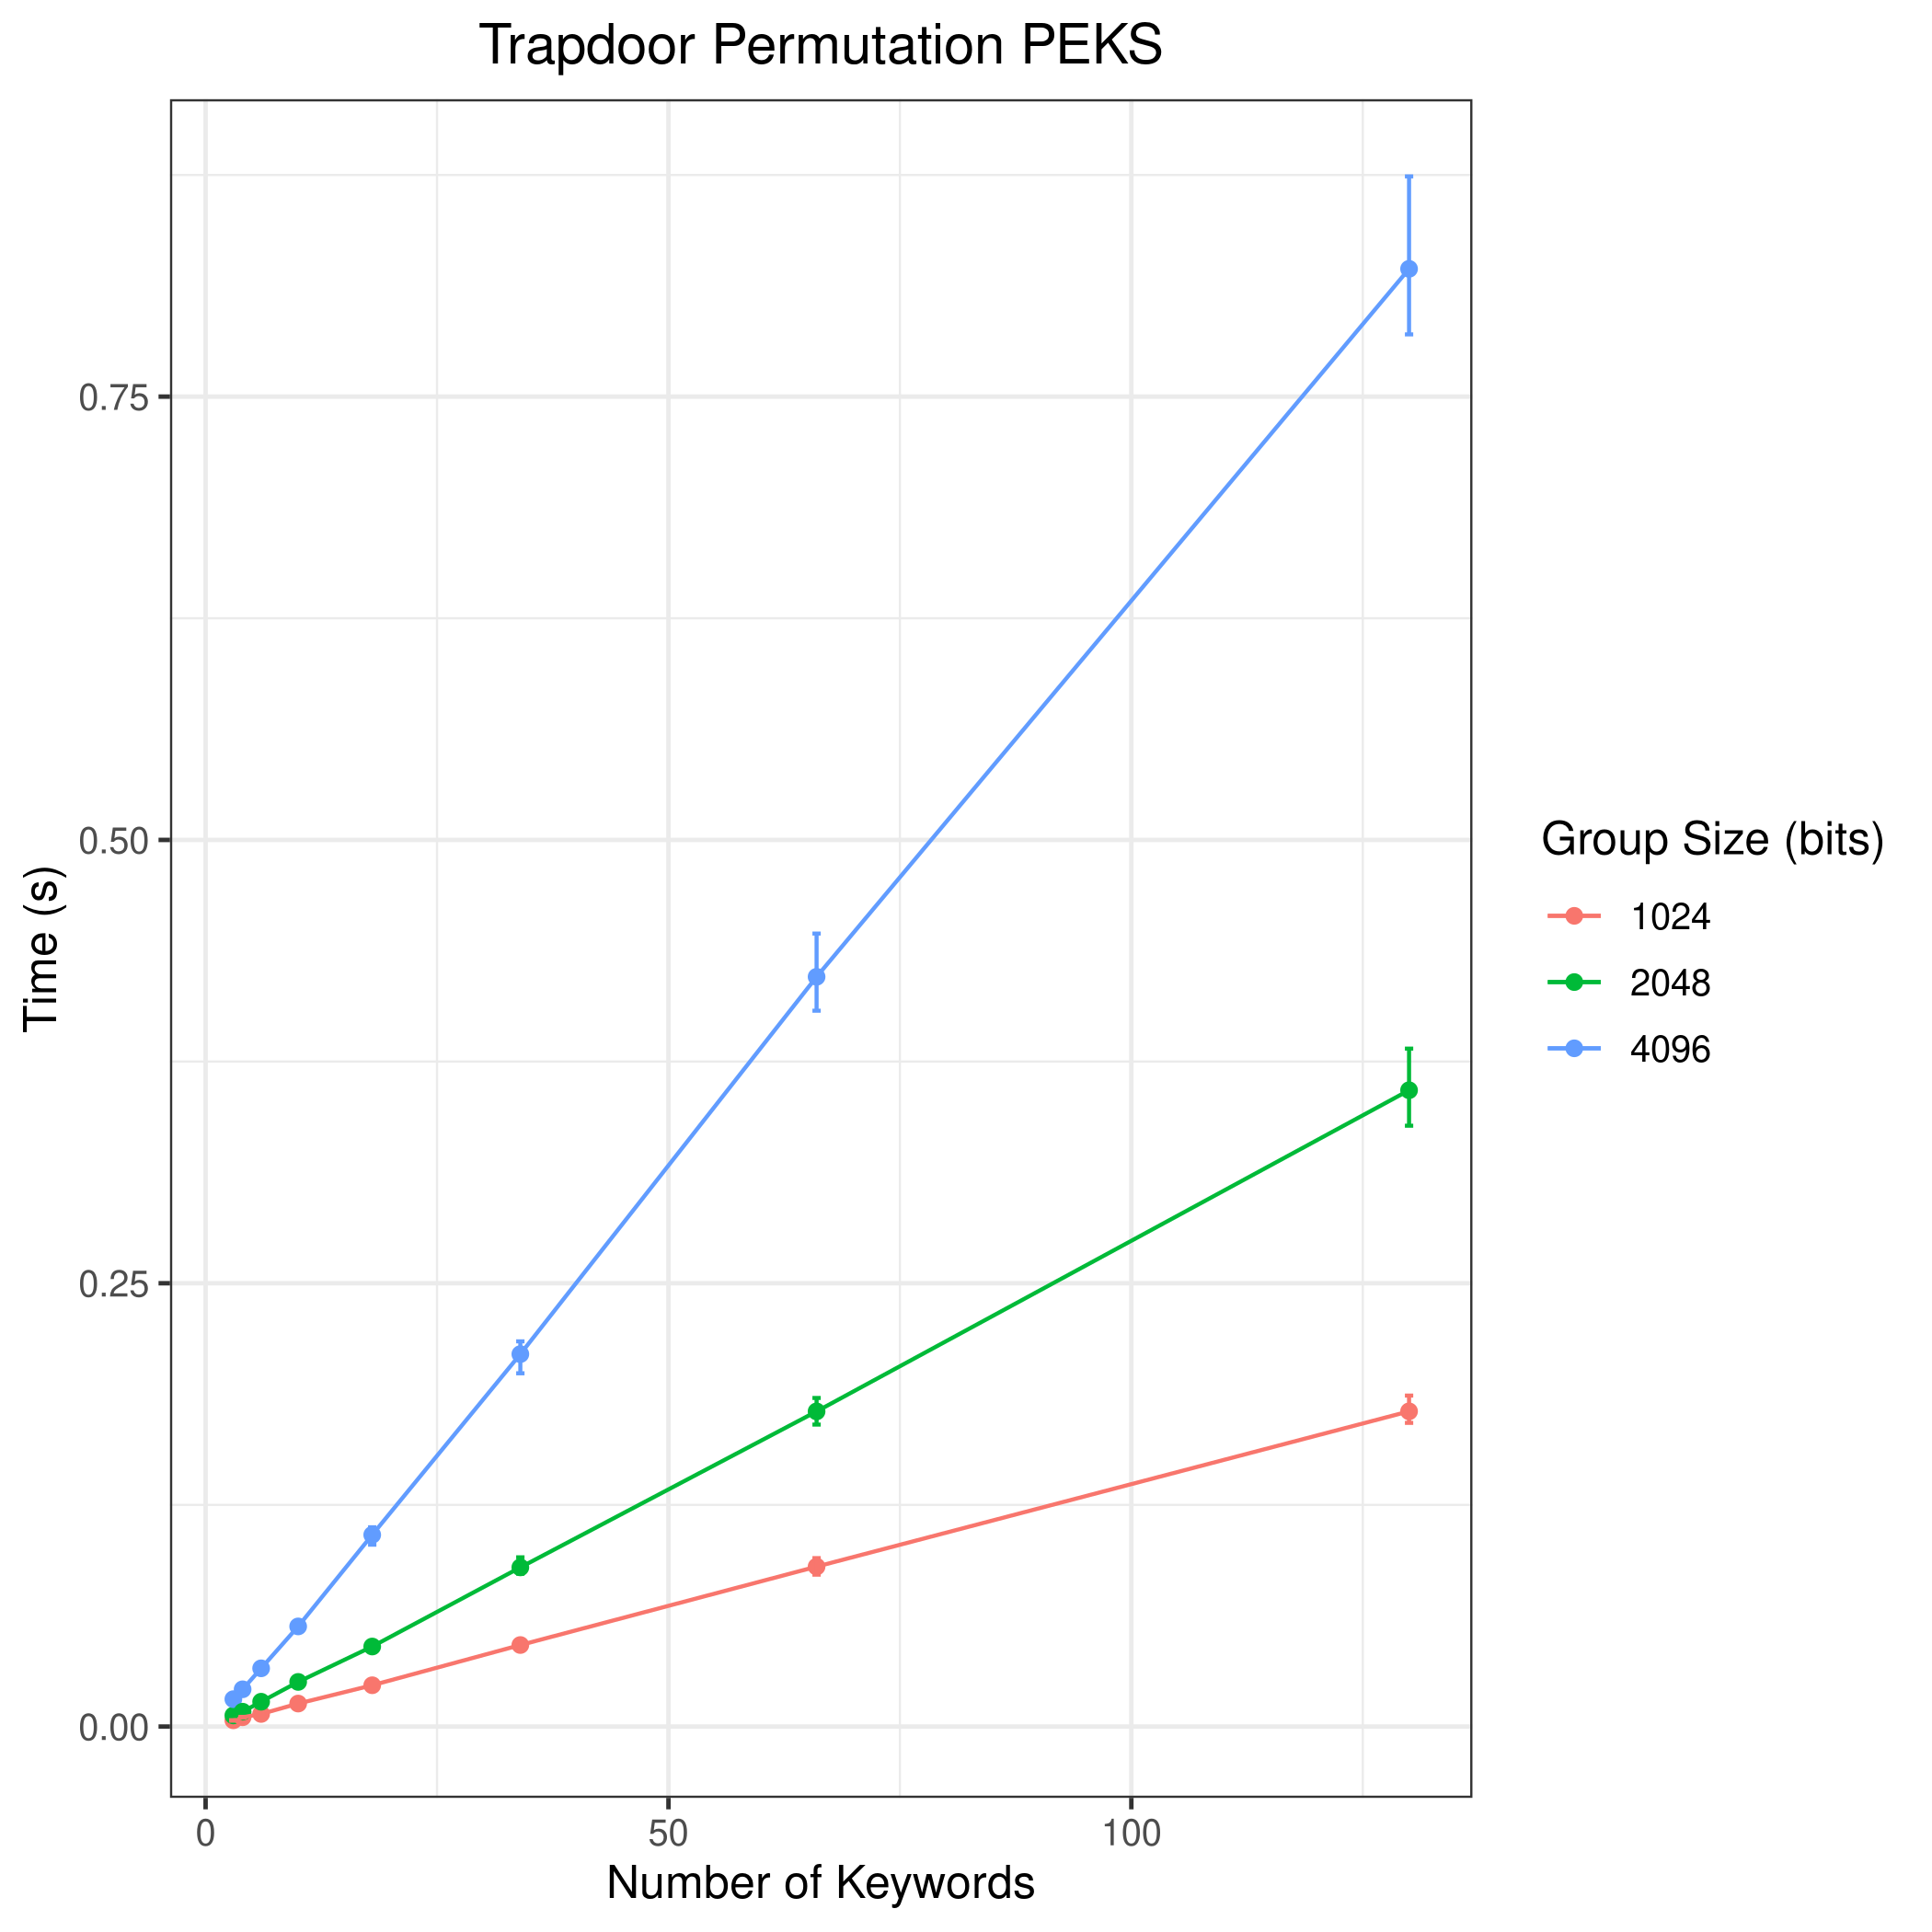 Trapdoor Permutation PEKS
Time (s)
0.75
0.50
0.25
0.00
0
50
100
Number of Keywords
Group Size (bits)
1024
2048
4096